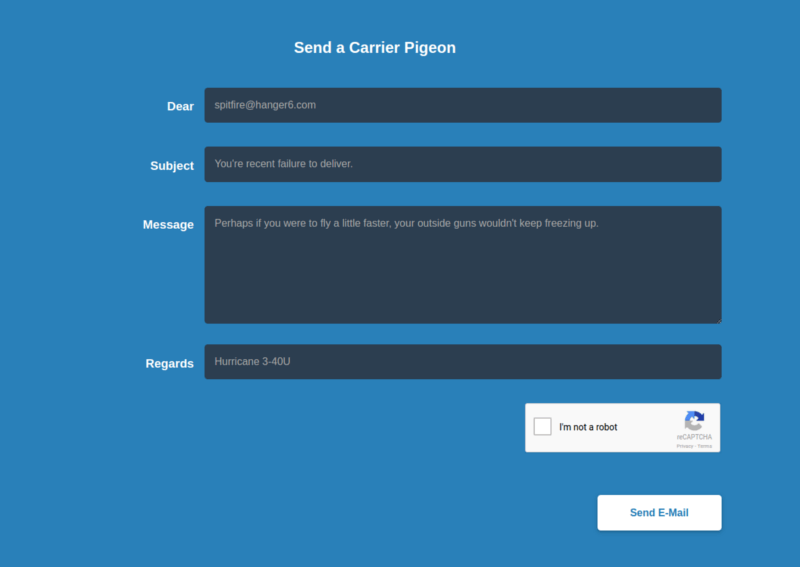 Send a Carrier Pigeon
Dear
spitfire@hanger6.com
Subject
You're recent failure to deliver.
Message
Perhaps if you were to fly a little faster, your outside guns wouldn't keep freezing up.
Regards
Hurricane 3-40U
I'm not a robot
reCAPTCHA
Privacy - Terms
Send E-Mail